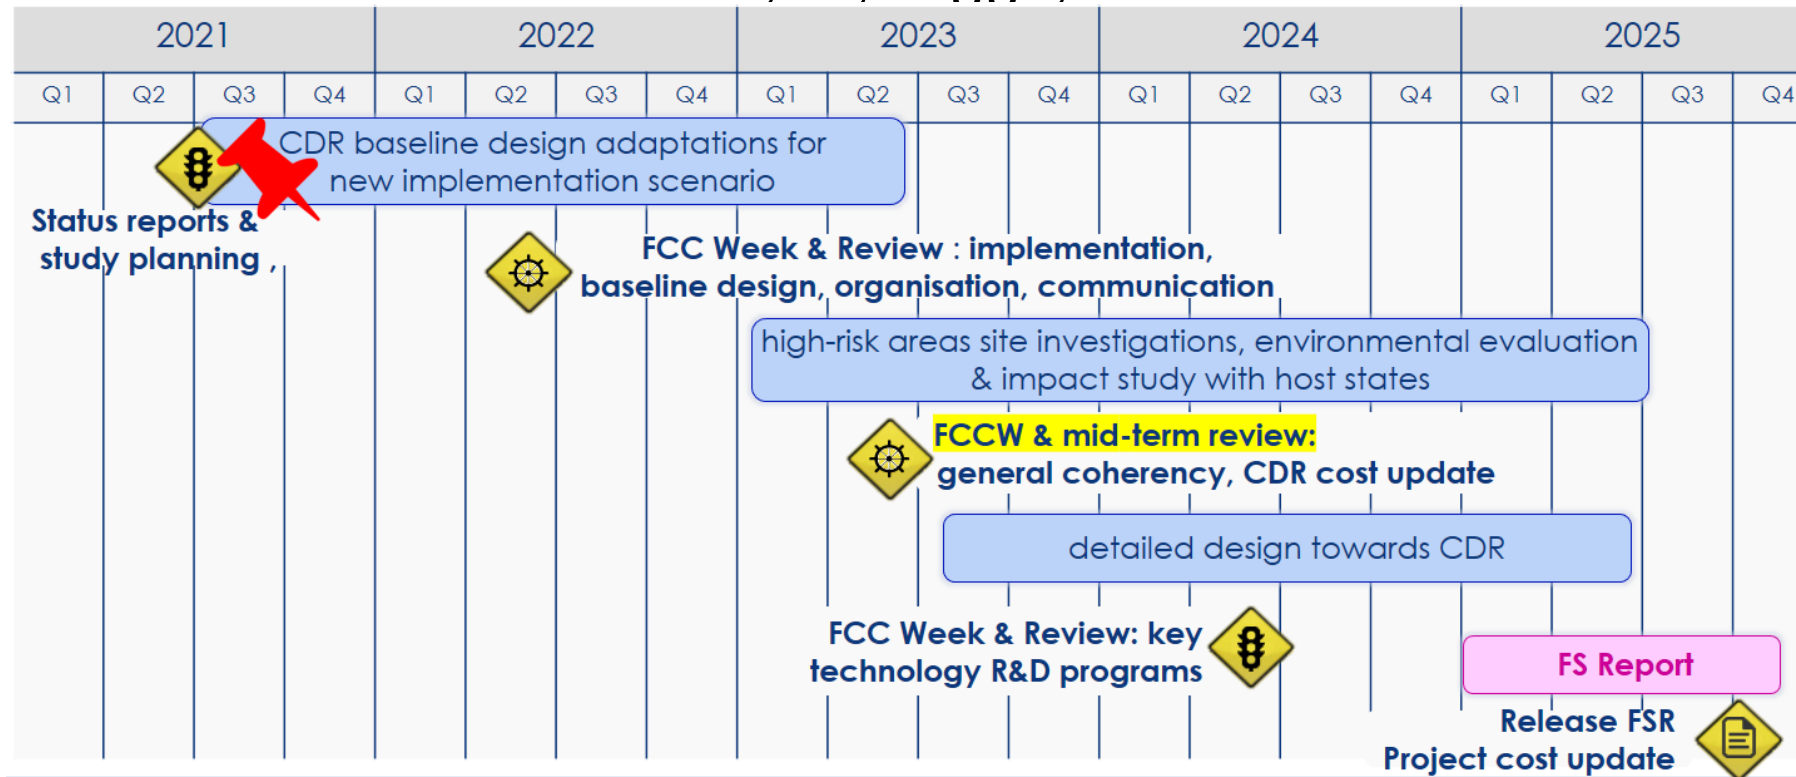 2021 2022 2023 2024 2025
Q1 Q2 Q3 Q4 Q1 Q2 Q3 Q4 Q1 Q2 Q3 Q4 Q1 Q2 Q3 Q4 Q1 Q2 Q3 Q4
CDR baseline design adaptations for
new implementation scenario
Status reports &
study planning ,
FCC Week & Review : implementation,
baseline design, organisation, communication
high-risk areas site investigations, environmental evaluation
& impact study with host states
FCCW & mid-term review:
general coherency, CDR cost update
detailed design towards CDR
FCC Week & Review: key
technology R&D programs
FS Report
Release FSR
Project cost update